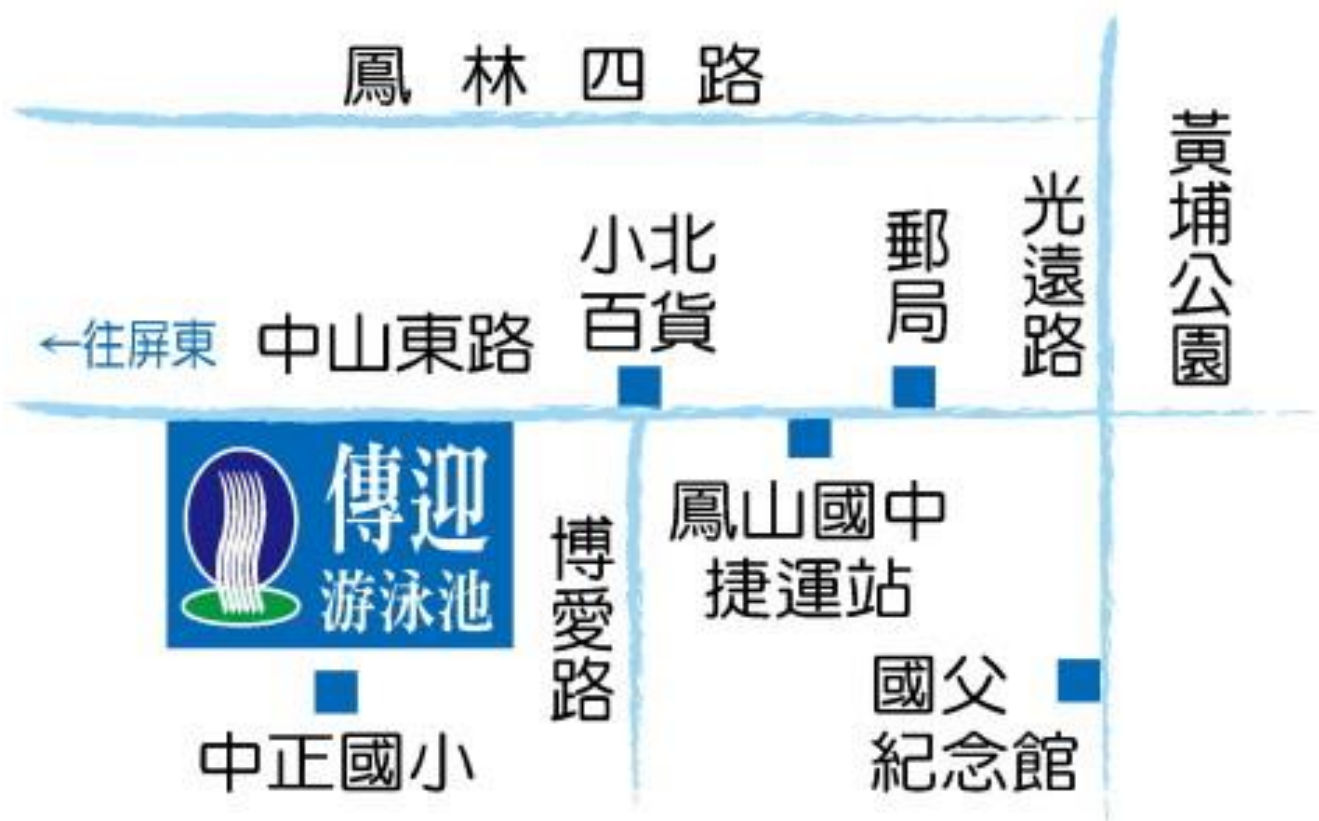 鳳林四路
黃埔公園
光遠路
小北
百貨
郵局
←往屏東
中山東路
傳迎
游泳池
博愛路
鳳山國中
捷運站
國父
紀念館
中正國小